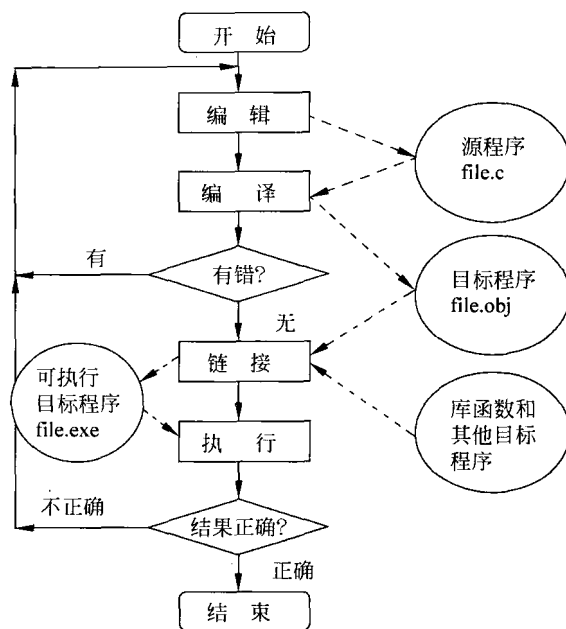 开 始
编 辑
源程序
file.c
编 译
有
有错?
目标程序
file.obj
无
链 接
可执行
目标程序
file.exe
库函数和
其他目标
程序
执 行
不正确
结果正确?
正确
结 束